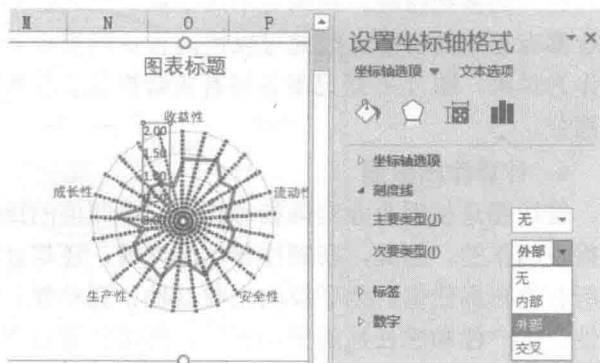 M N O P
图表标题
收益性
2.00
1.50
成长性
流动性
生产性
安全性
设置坐标轴格式
坐标轴选项 文本选项
坐标轴选项
刻度线
主要类型(J) 无
次要类型(I) 外部
无
内部
外部
交叉
标签
数字